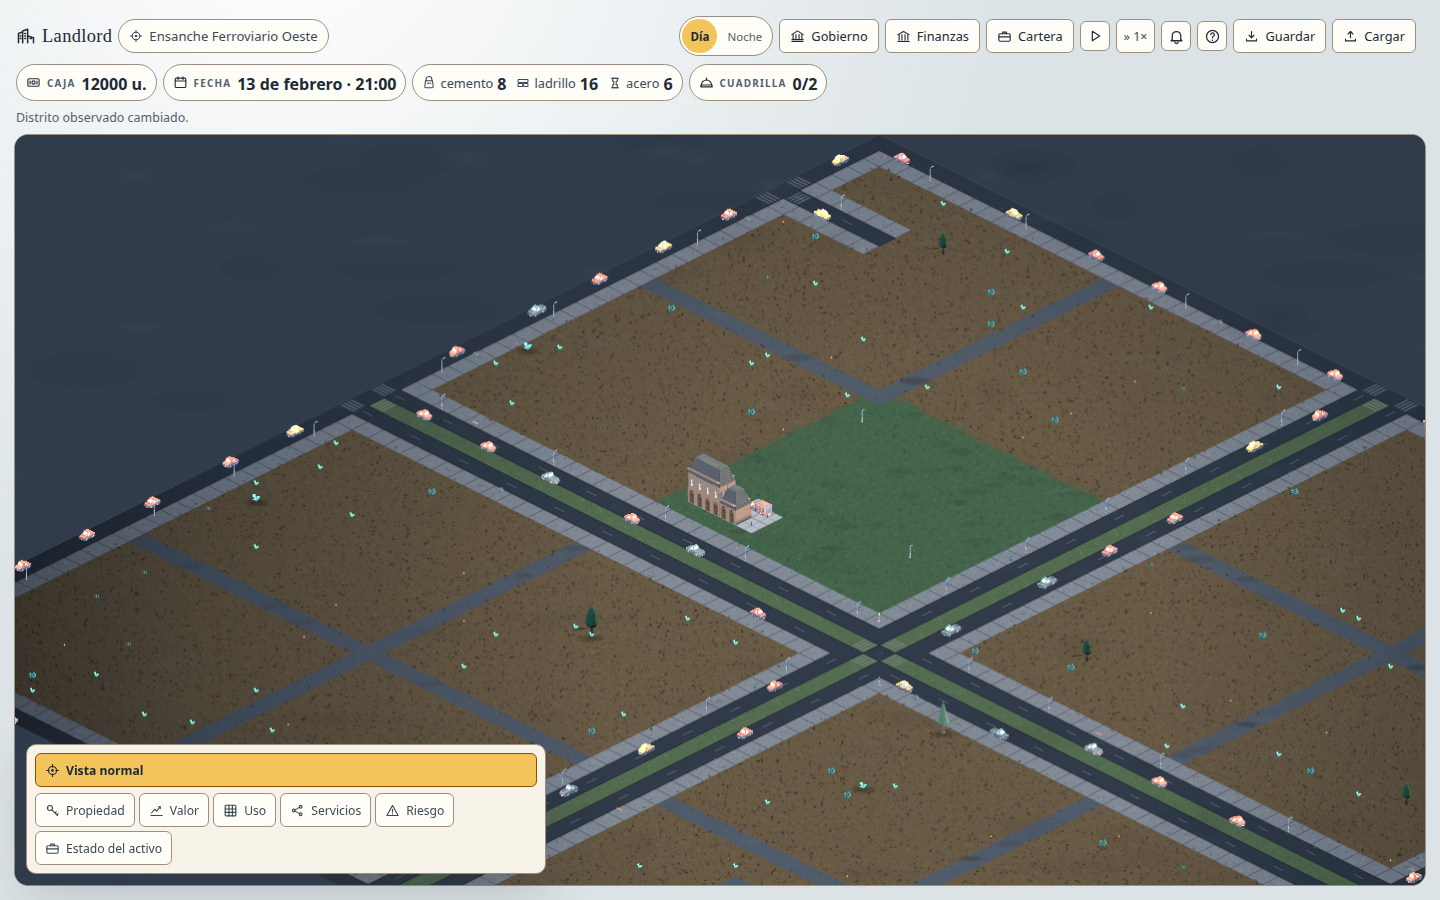 Landlord
Ensanche Ferroviario Oeste
Día
Noche
Gobierno
Finanzas
Cartera
» 1×
Guardar
Cargar
CAJA 12000 u.
FECHA 13 de febrero · 21:00
cemento 8 ladrillo 16 acero 6
CUADRILLA 0/2
Distrito observado cambiado.
Vista normal
Propiedad
Valor
Uso
Servicios
Riesgo
Estado del activo